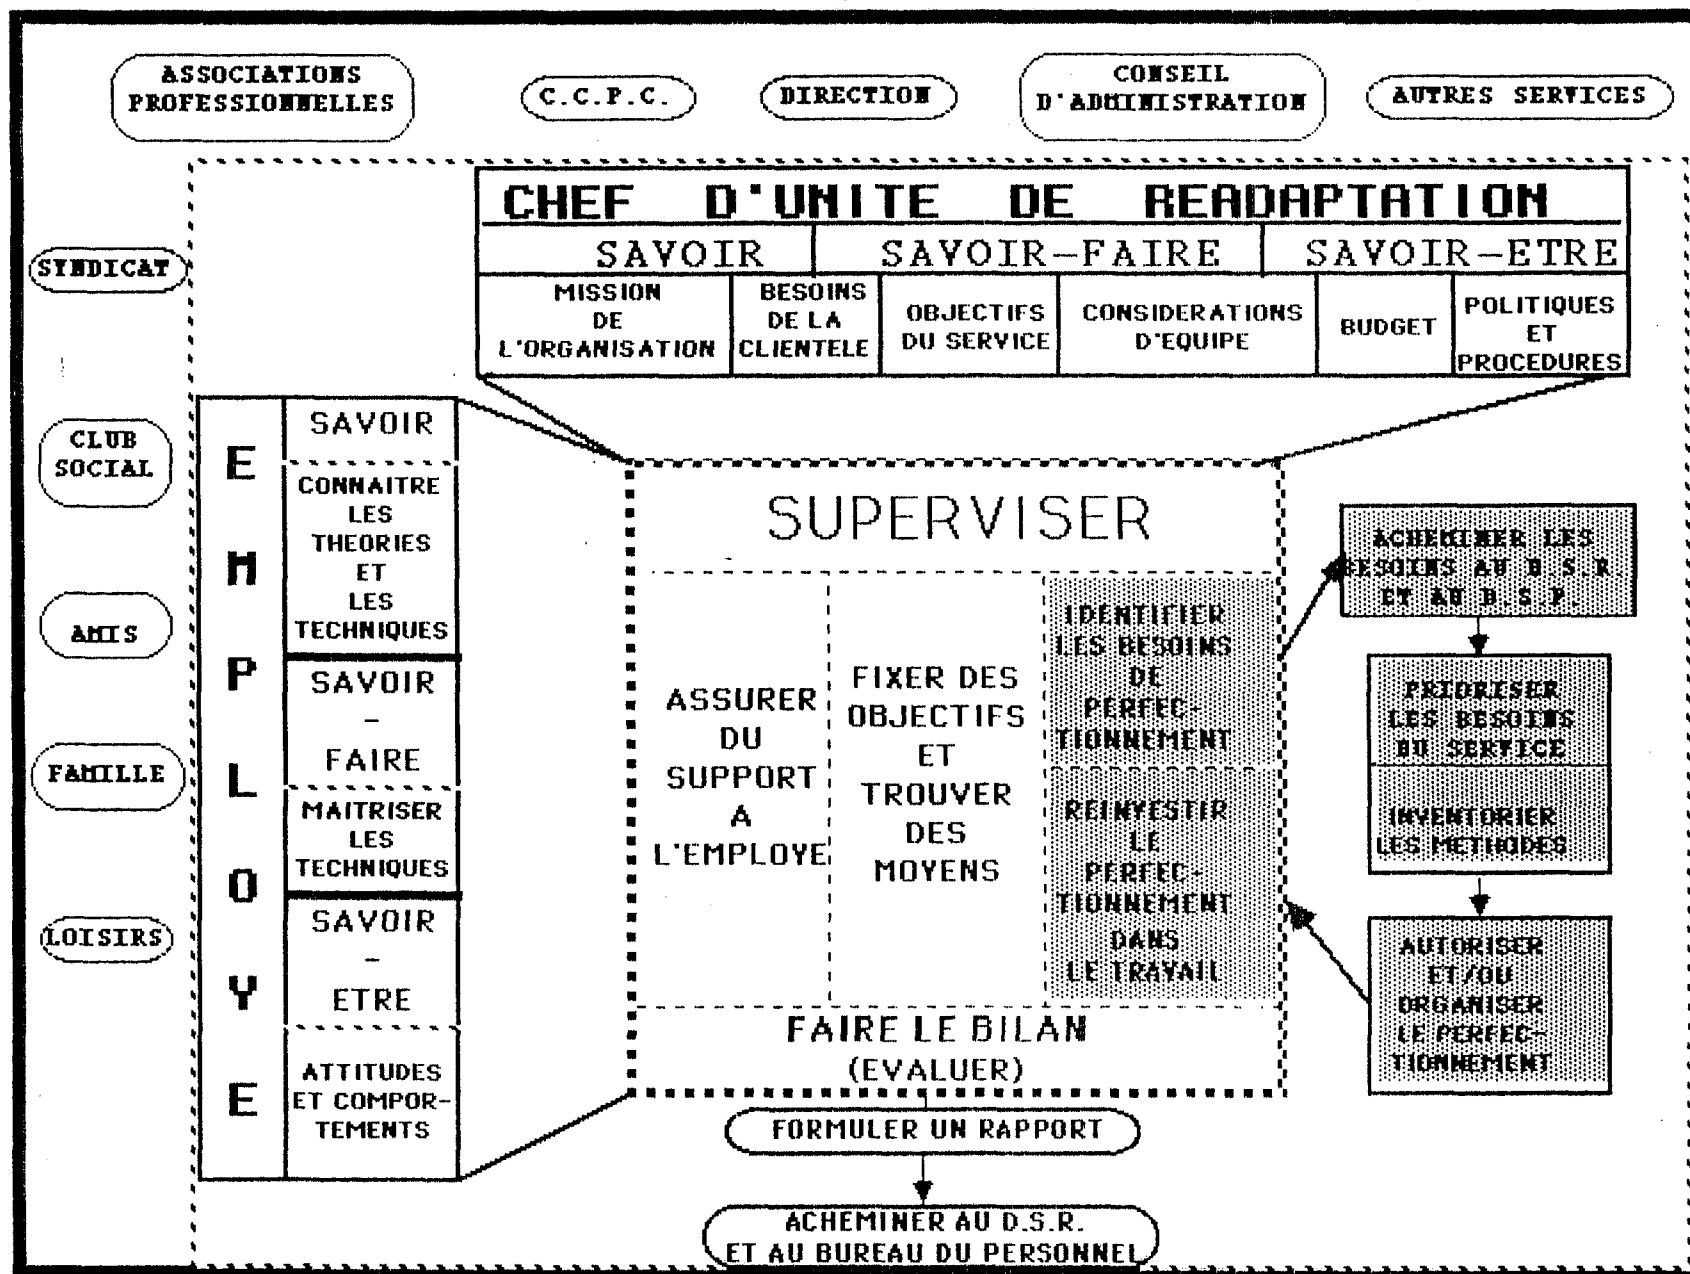 ASSOCIATIONS
PROFESSIONNELLES
C.C.P.C.
DIRECTION
CONSEIL
D'ADMINISTRATION
AUTRES SERVICES
CHEF D'UNITE DE READAPTATION
SAVOIR
SAVOIR-FAIRE
SAVOIR-ETRE
MISSION
DE
L'ORGANISATION
BESOINS
DE LA
CLIENTELE
OBJECTIFS
DU SERVICE
CONSIDERATIONS
D'EQUIPE
BUDGET
POLITIQUES
ET
PROCEDURES
SYNDICAT
CLUB
SOCIAL
AMIS
FAMILLE
LOISIRS
EMPLOYE
SAVOIR
CONNAITRE
LES
THEORIES
ET
LES
TECHNIQUES
SAVOIR
-
FAIRE
MAITRISER
LES
TECHNIQUES
SAVOIR
-
ETRE
ATTITUDES
ET COMPOR-
TEMENTS
SUPERVISER
ASSURER
DU
SUPPORT
A
L'EMPLOYE
FIXER DES
OBJECTIFS
ET
TROUVER
DES
MOYENS
IDENTIFIER
LES BESOINS
DE
PERFEC-
TIONNEMENT
REINVESTIR
LE
PERFEC-
TIONNEMENT
DANS
LE TRAVAIL
FAIRE LE BILAN
(EVALUER)
FORMULER UN RAPPORT
ACHEMINER AU D.S.R.
ET AU BUREAU DU PERSONNEL
ACHEMINER LES
BESOINS AU D.S.R.
ET AU D.S.P.
PRIORISER
LES BESOINS
DU SERVICE
INVENTORIER
LES METHODES
AUTORISER
ET/OU
ORGANISER
LE PERFEC-
TIONNEMENT